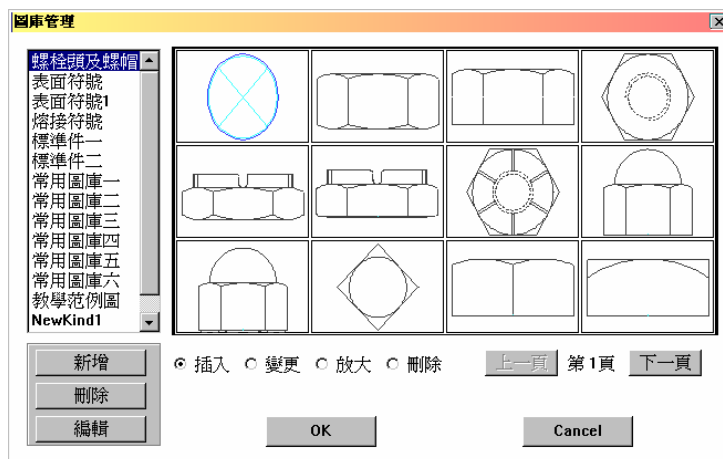 圖庫管理
螺栓頭及螺帽
表面符號
表面符號1
熔接符號
標準件一
標準件二
常用圖庫一
常用圖庫二
常用圖庫三
常用圖庫四
常用圖庫五
常用圖庫六
教學范例圖
NewKind1
新增
刪除
編輯
插入 變更 放大 刪除 上一頁 第1頁 下一頁
OK Cancel